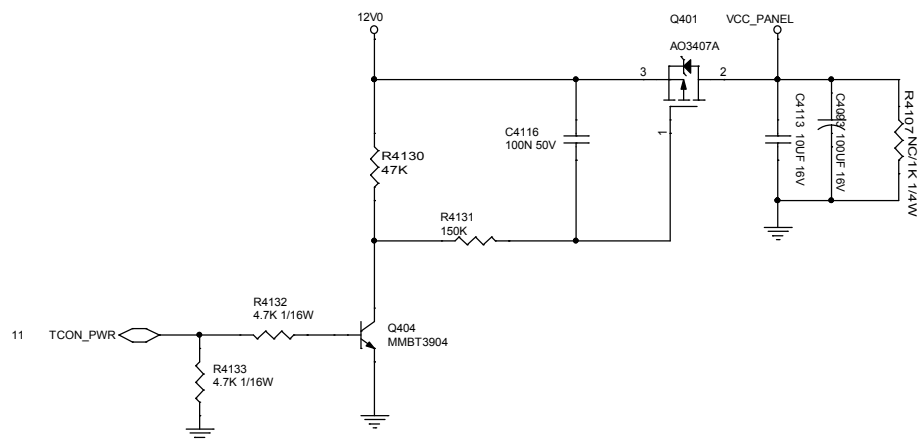 12V0
Q401
VCC_PANEL
AO3407A
3
2
1
C4116
100N 50V
C4113 10UF 16V
C4093 100UF 16V
R4107 NC/1K 1/4W
R4130
47K
R4131
150K
R4132
4.7K 1/16W
11 TCON_PWR
Q404
MMBT3904
R4133
4.7K 1/16W